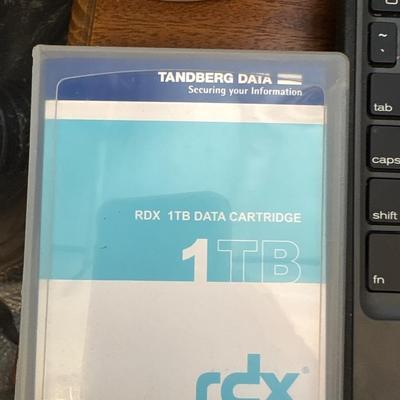 TANDBERG DATA
Securing your Information
RDX 1TB DATA CARTRIDGE
1TB
rdx®
~
`
tab
caps
shift
fn